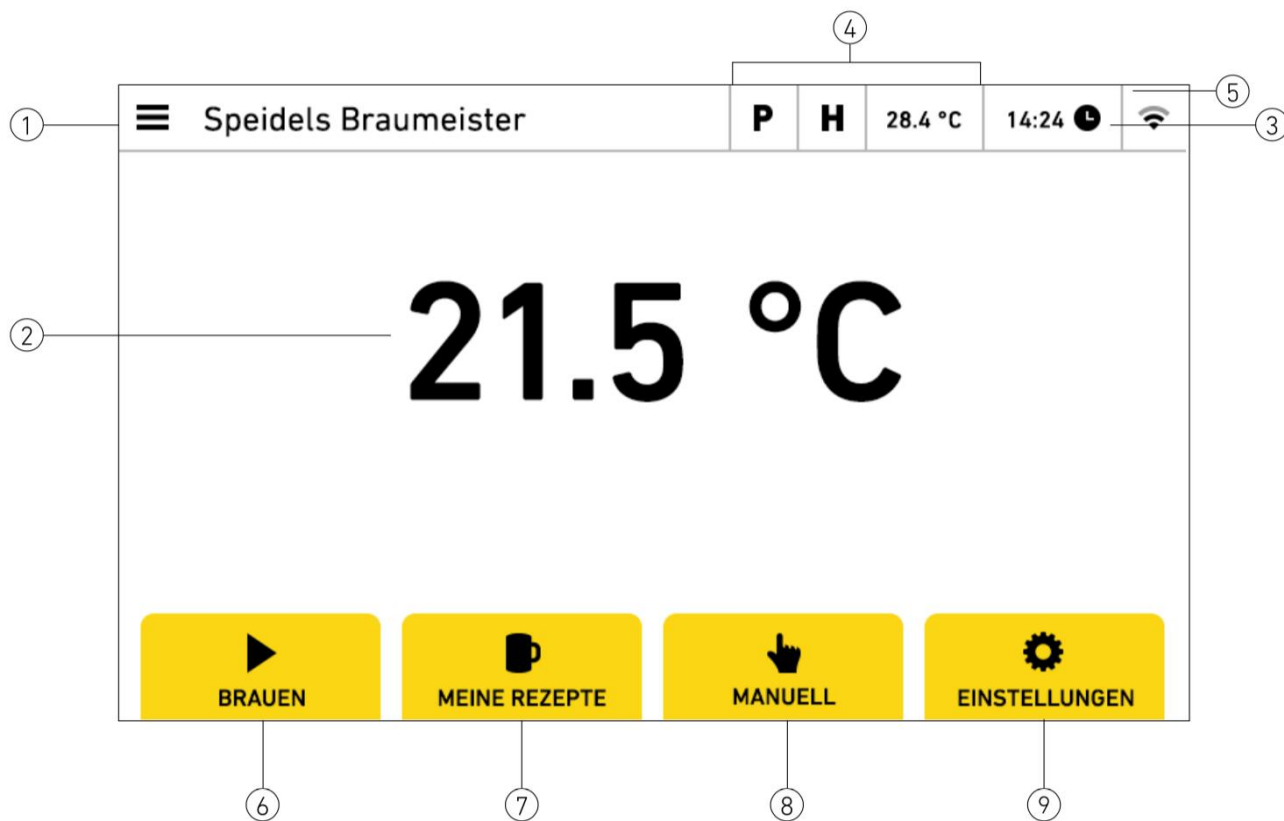 4
5
1
Speidels Braumeister
P H 28.4 °C 14:24
3
2
21.5 °C
BRAUEN
MEINE REZEPTE
MANUELL
EINSTELLUNGEN
6
7
8
9